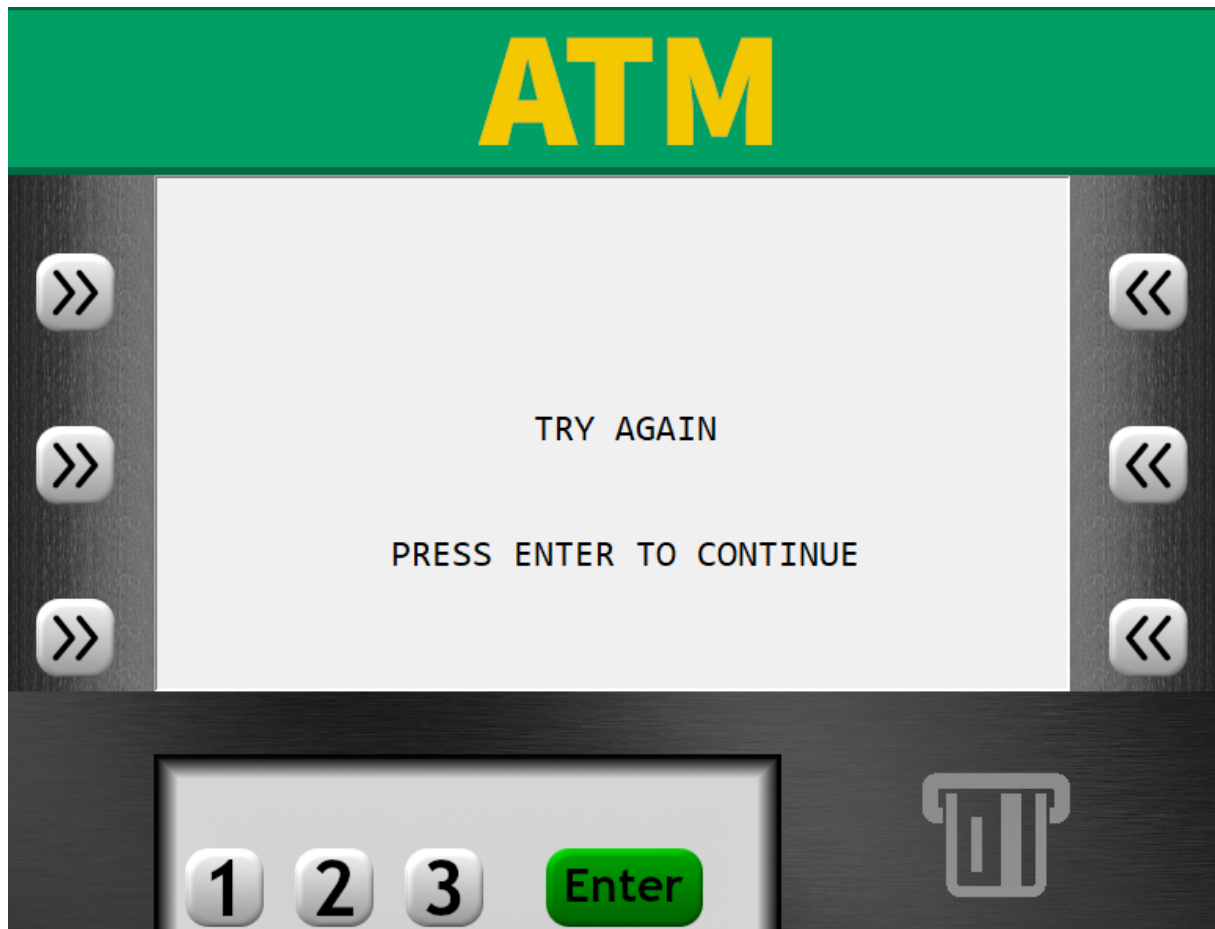 ATM
>> <<
TRY AGAIN
>> <<
PRESS ENTER TO CONTINUE
>> <<
1 2 3 Enter